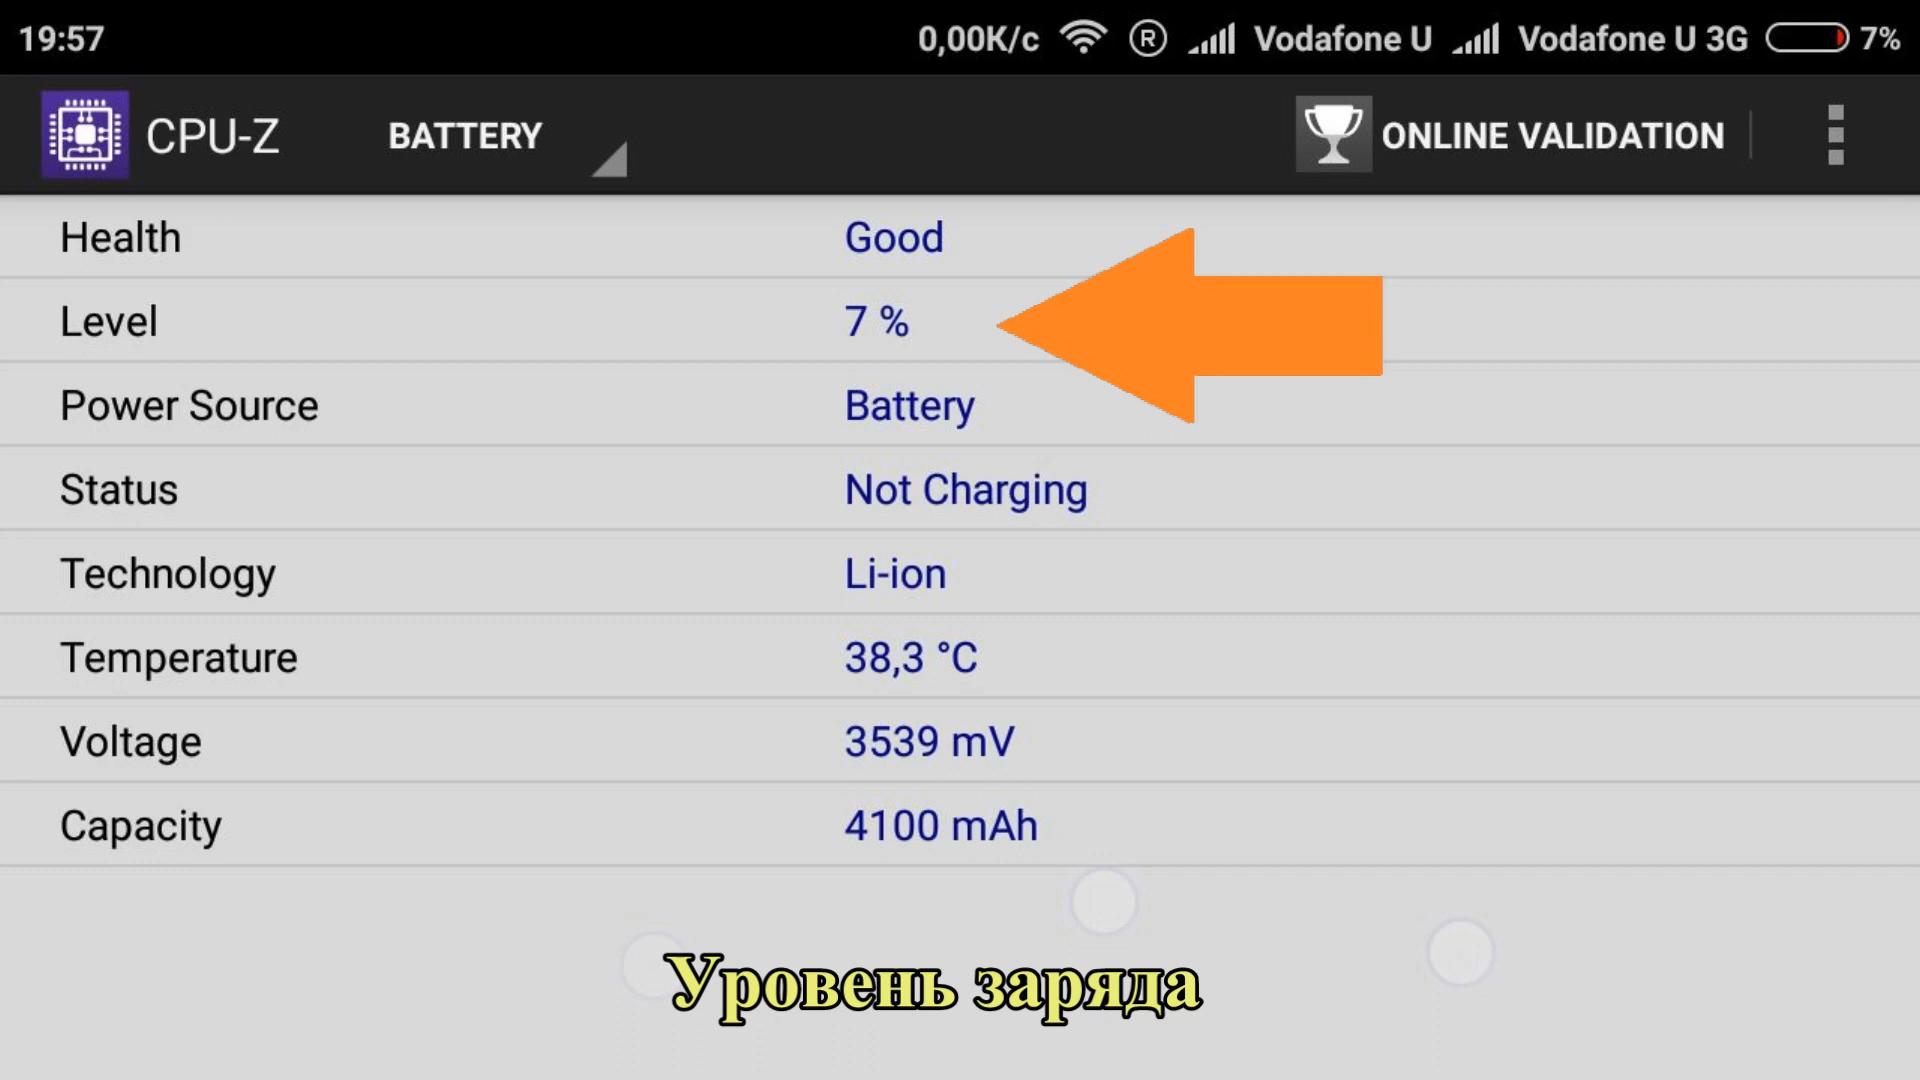 19:57 0,00K/c R Vodafone U Vodafone U 3G 7%
CPU-Z BATTERY ONLINE VALIDATION
Health Good
Level 7 %
Power Source Battery
Status Not Charging
Technology Li-ion
Temperature 38,3 °C
Voltage 3539 mV
Capacity 4100 mAh
Уровень заряда